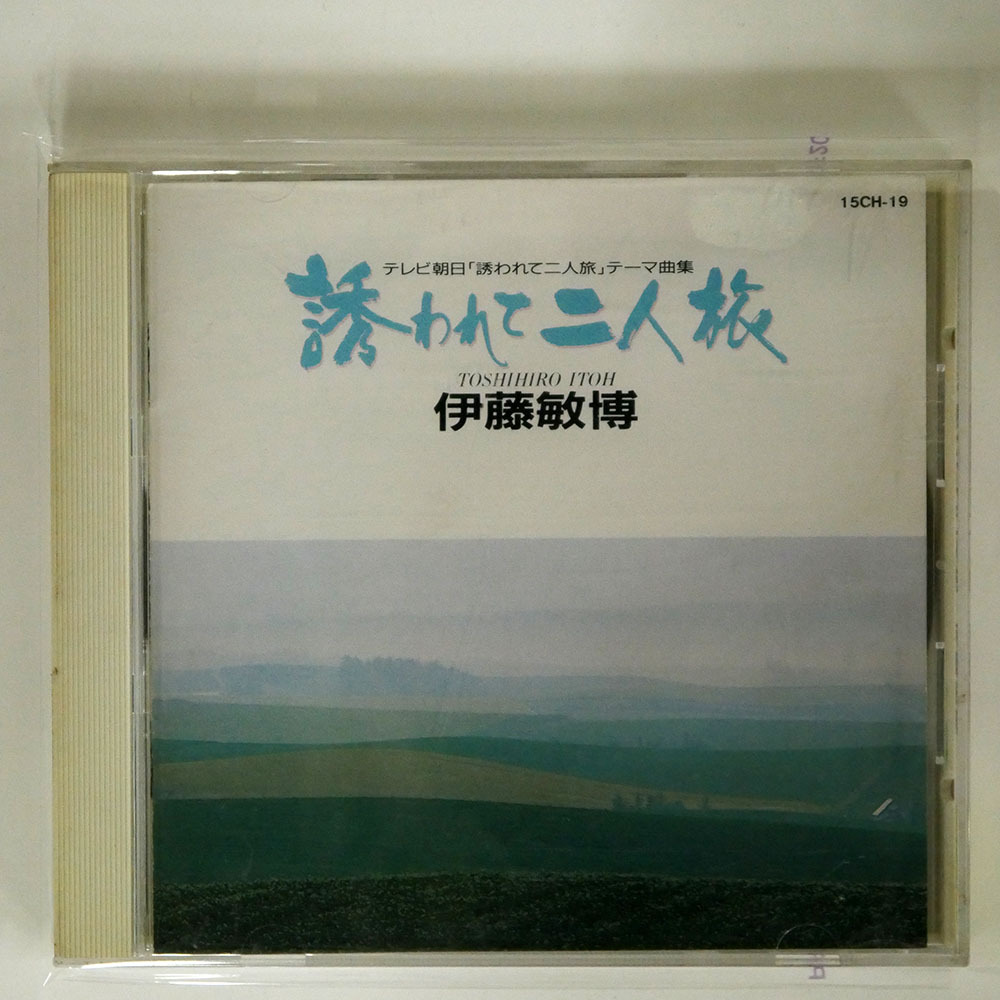 15CH-19
テレビ朝日「誘われて二人旅」テーマ曲集
誘われて二人旅
TOSHIHIRO ITOH
伊藤敏博